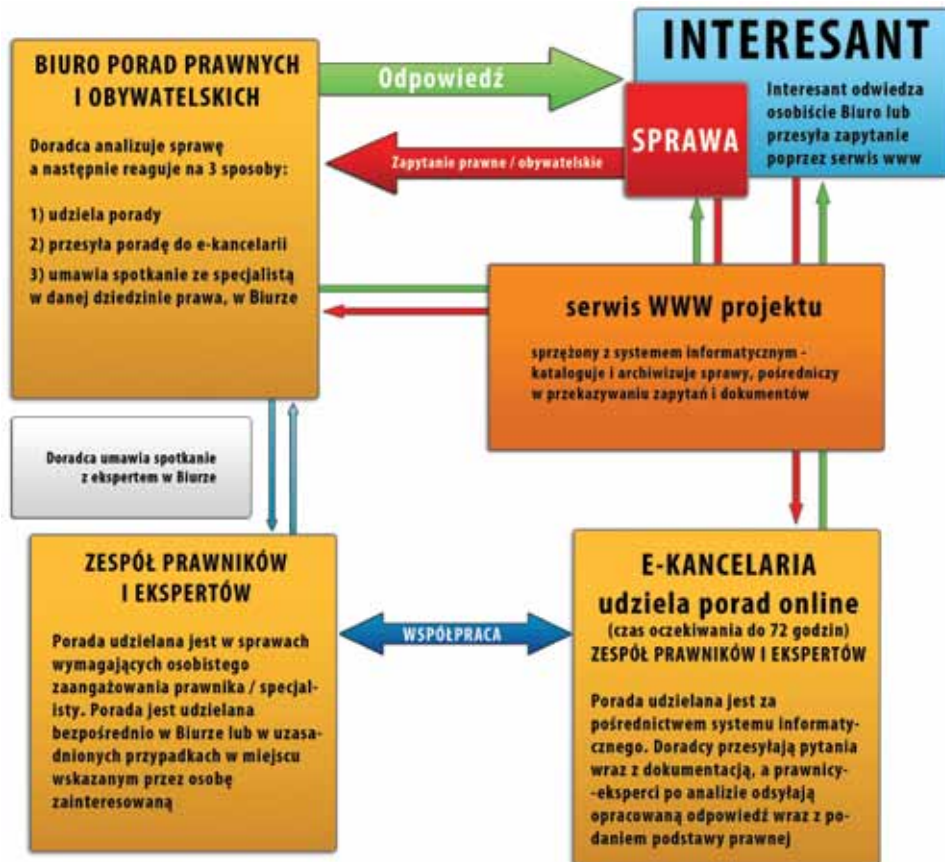 BIURO PORAD PRAWNYCH
I OBYWATELSKICH
Doradca analizuje sprawę
a następnie reaguje na 3 sposoby:
1) udziela porady
2) przesyła poradę do e-kancelarii
3) umawia spotkanie ze specjalistą
w danej dziedzinie prawa, w Biurze
Odpowiedź
Zapytanie prawne / obywatelskie
SPRAWA
INTERESANT
Interesant odwiedza
osobiście Biuro lub
przesyła zapytanie
poprzez serwis www
serwis WWW projektu
sprzężony z systemem informatycznym -
kataloguje i archiwizuje sprawy, pośredniczy
w przekazywaniu zapytań i dokumentów
Doradca umawia spotkanie
z ekspertem w Biurze
ZESPÓŁ PRAWNIKÓW
I EKSPERTÓW
Porada udzielana jest w sprawach
wymagających osobistego
zaangażowania prawnika / specjal-
isty. Porada jest udzielana
bezpośrednio w Biurze lub w uzasa-
dnionych przypadkach w miejscu
wskazanym przez osobę
zainteresowaną
WSPÓŁPRACA
E-KANCELARIA
udziela porad online
(czas oczekiwania do 72 godzin)
ZESPÓŁ PRAWNIKÓW I EKSPERTÓW
Porada udzielana jest za
pośrednictwem systemu informaty-
cznego. Doradcy przesyłają pytania
wraz z dokumentacją, a prawnicy-
-eksperci po analizie odsyłają
opracowaną odpowiedź wraz z po-
daniem podstawy prawnej